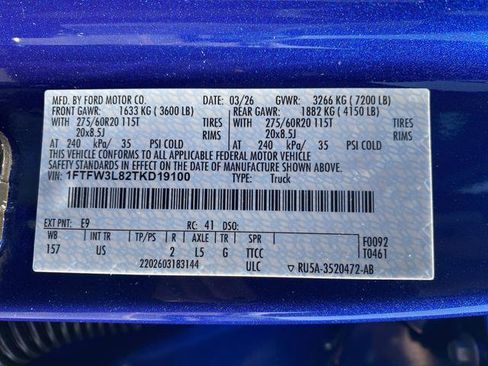 MFD. BY FORD MOTOR CO. 03/26 GVWR: 3266 KG ( 7200 LB)
FRONT GAWR: 1633 KG ( 3600 LB) REAR GAWR: 1882 KG ( 4150 LB)
WITH 275/60R20 115T TIRES WITH 275/60R20 115T TIRES
20x8.5J RIMS 20x8.5J RIMS
AT 240 kPa/ 35 PSI COLD AT 240 kPa/ 35 PSI COLD
THIS VEHICLE CONFORMS TO ALL APPLICABLE FEDERAL MOTOR VEHICLE
SAFETY STANDARDS IN EFFECT ON THE DATE OF MANUFACTURE SHOWN ABOVE.
VIN: 1FTFW3L82TKD19100 TYPE: Truck
EXT PNT: E9 RC: 41 DSO:
WB INT TR TP/PS R AXLE TR SPR F0092
157 US 2 L5 G TTCC T0461
2202603183144 ULC ▽ RU5A-3520472-AB